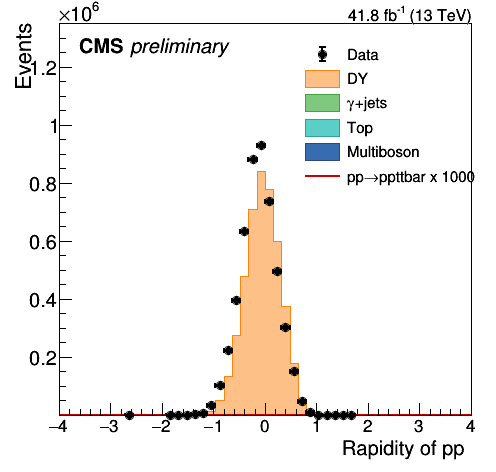 ×10⁶
41.8 fb⁻¹ (13 TeV)
Events
CMS preliminary
Data
DY
γ+jets
Top
Multiboson
pp→ppttbar x 1000
1.2
1
0.8
0.6
0.4
0.2
−4 −3 −2 −1 0 1 2 3 4
Rapidity of pp